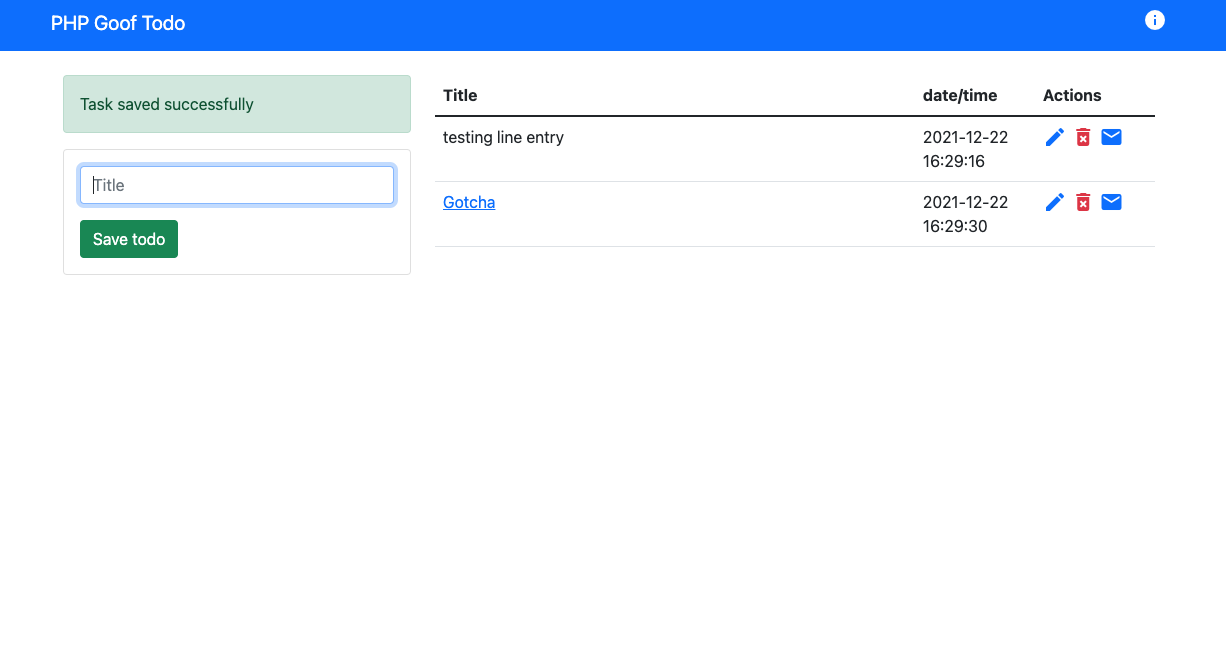 PHP Goof Todo
Task saved successfully
Title
Save todo
Title date/time Actions
testing line entry 2021-12-22
16:29:16
Gotcha 2021-12-22
16:29:30